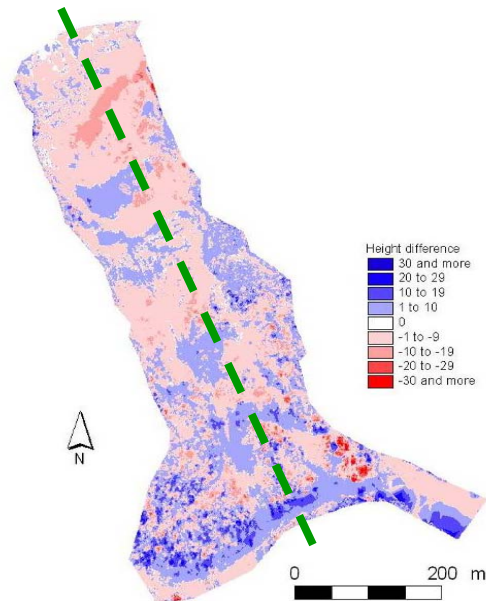 Height difference
30 and more
20 to 29
10 to 19
1 to 10
0
-1 to -9
-10 to -19
-20 to -29
-30 and more
N
0 200 m